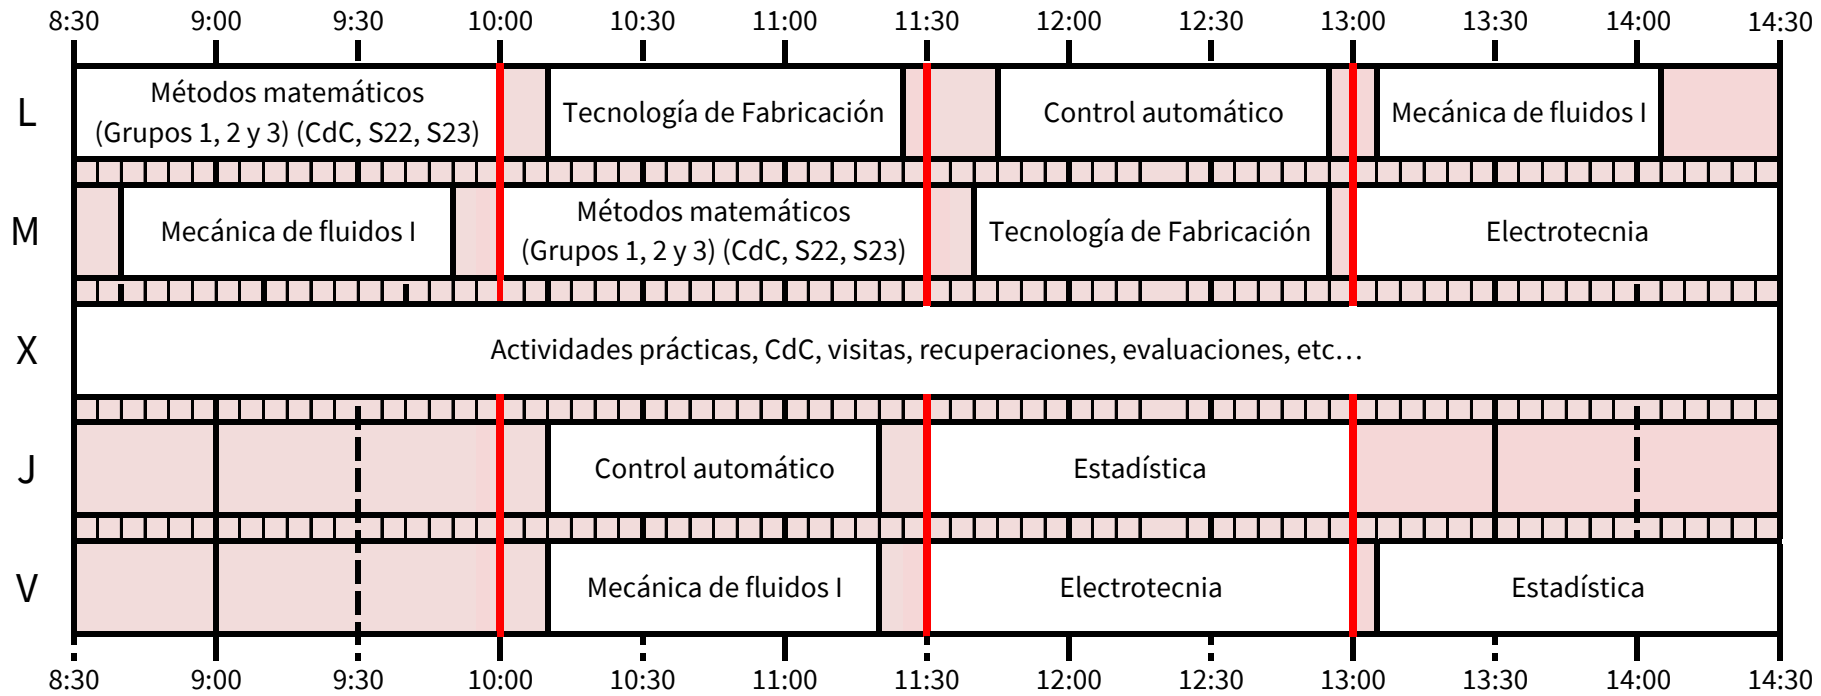 8:30 9:00 9:30 10:00 10:30 11:00 11:30 12:00 12:30 13:00 13:30 14:00 14:30
L
Métodos matemáticos
(Grupos 1, 2 y 3) (CdC, S22, S23)
Tecnología de Fabricación
Control automático
Mecánica de fluidos I
M
Mecánica de fluidos I
Métodos matemáticos
(Grupos 1, 2 y 3) (CdC, S22, S23)
Tecnología de Fabricación
Electrotecnia
X
Actividades prácticas, CdC, visitas, recuperaciones, evaluaciones, etc…
J
Control automático
Estadística
V
Mecánica de fluidos I
Electrotecnia
Estadística
8:30 9:00 9:30 10:00 10:30 11:00 11:30 12:00 12:30 13:00 13:30 14:00 14:30